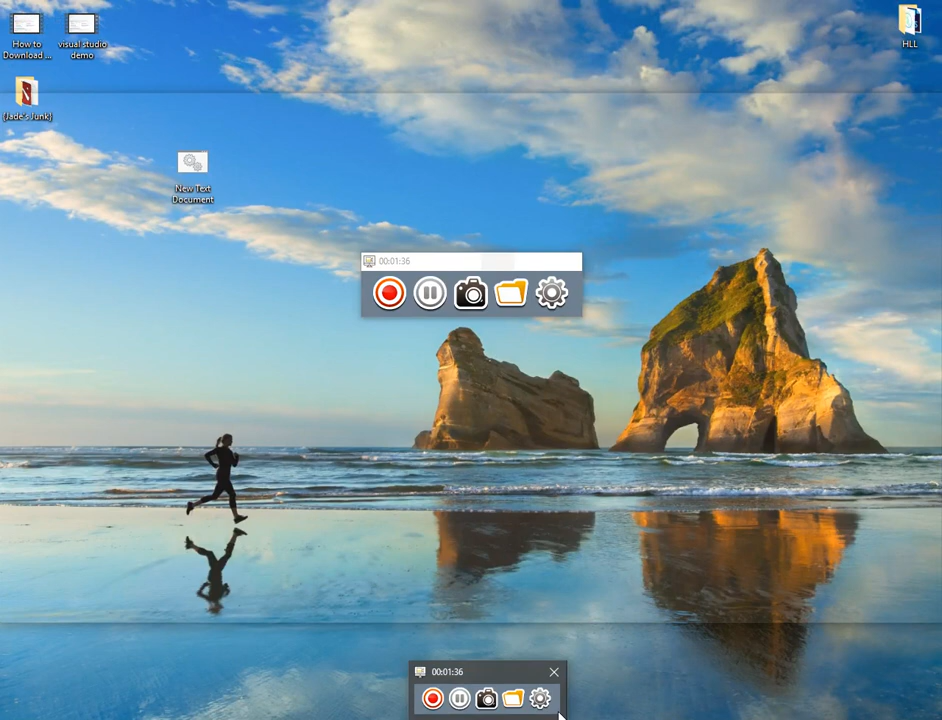 How to
Download ...
visual studio
demo
HLL
{Jade's Junk}
New Text
Document
00:01:36
00:01:36